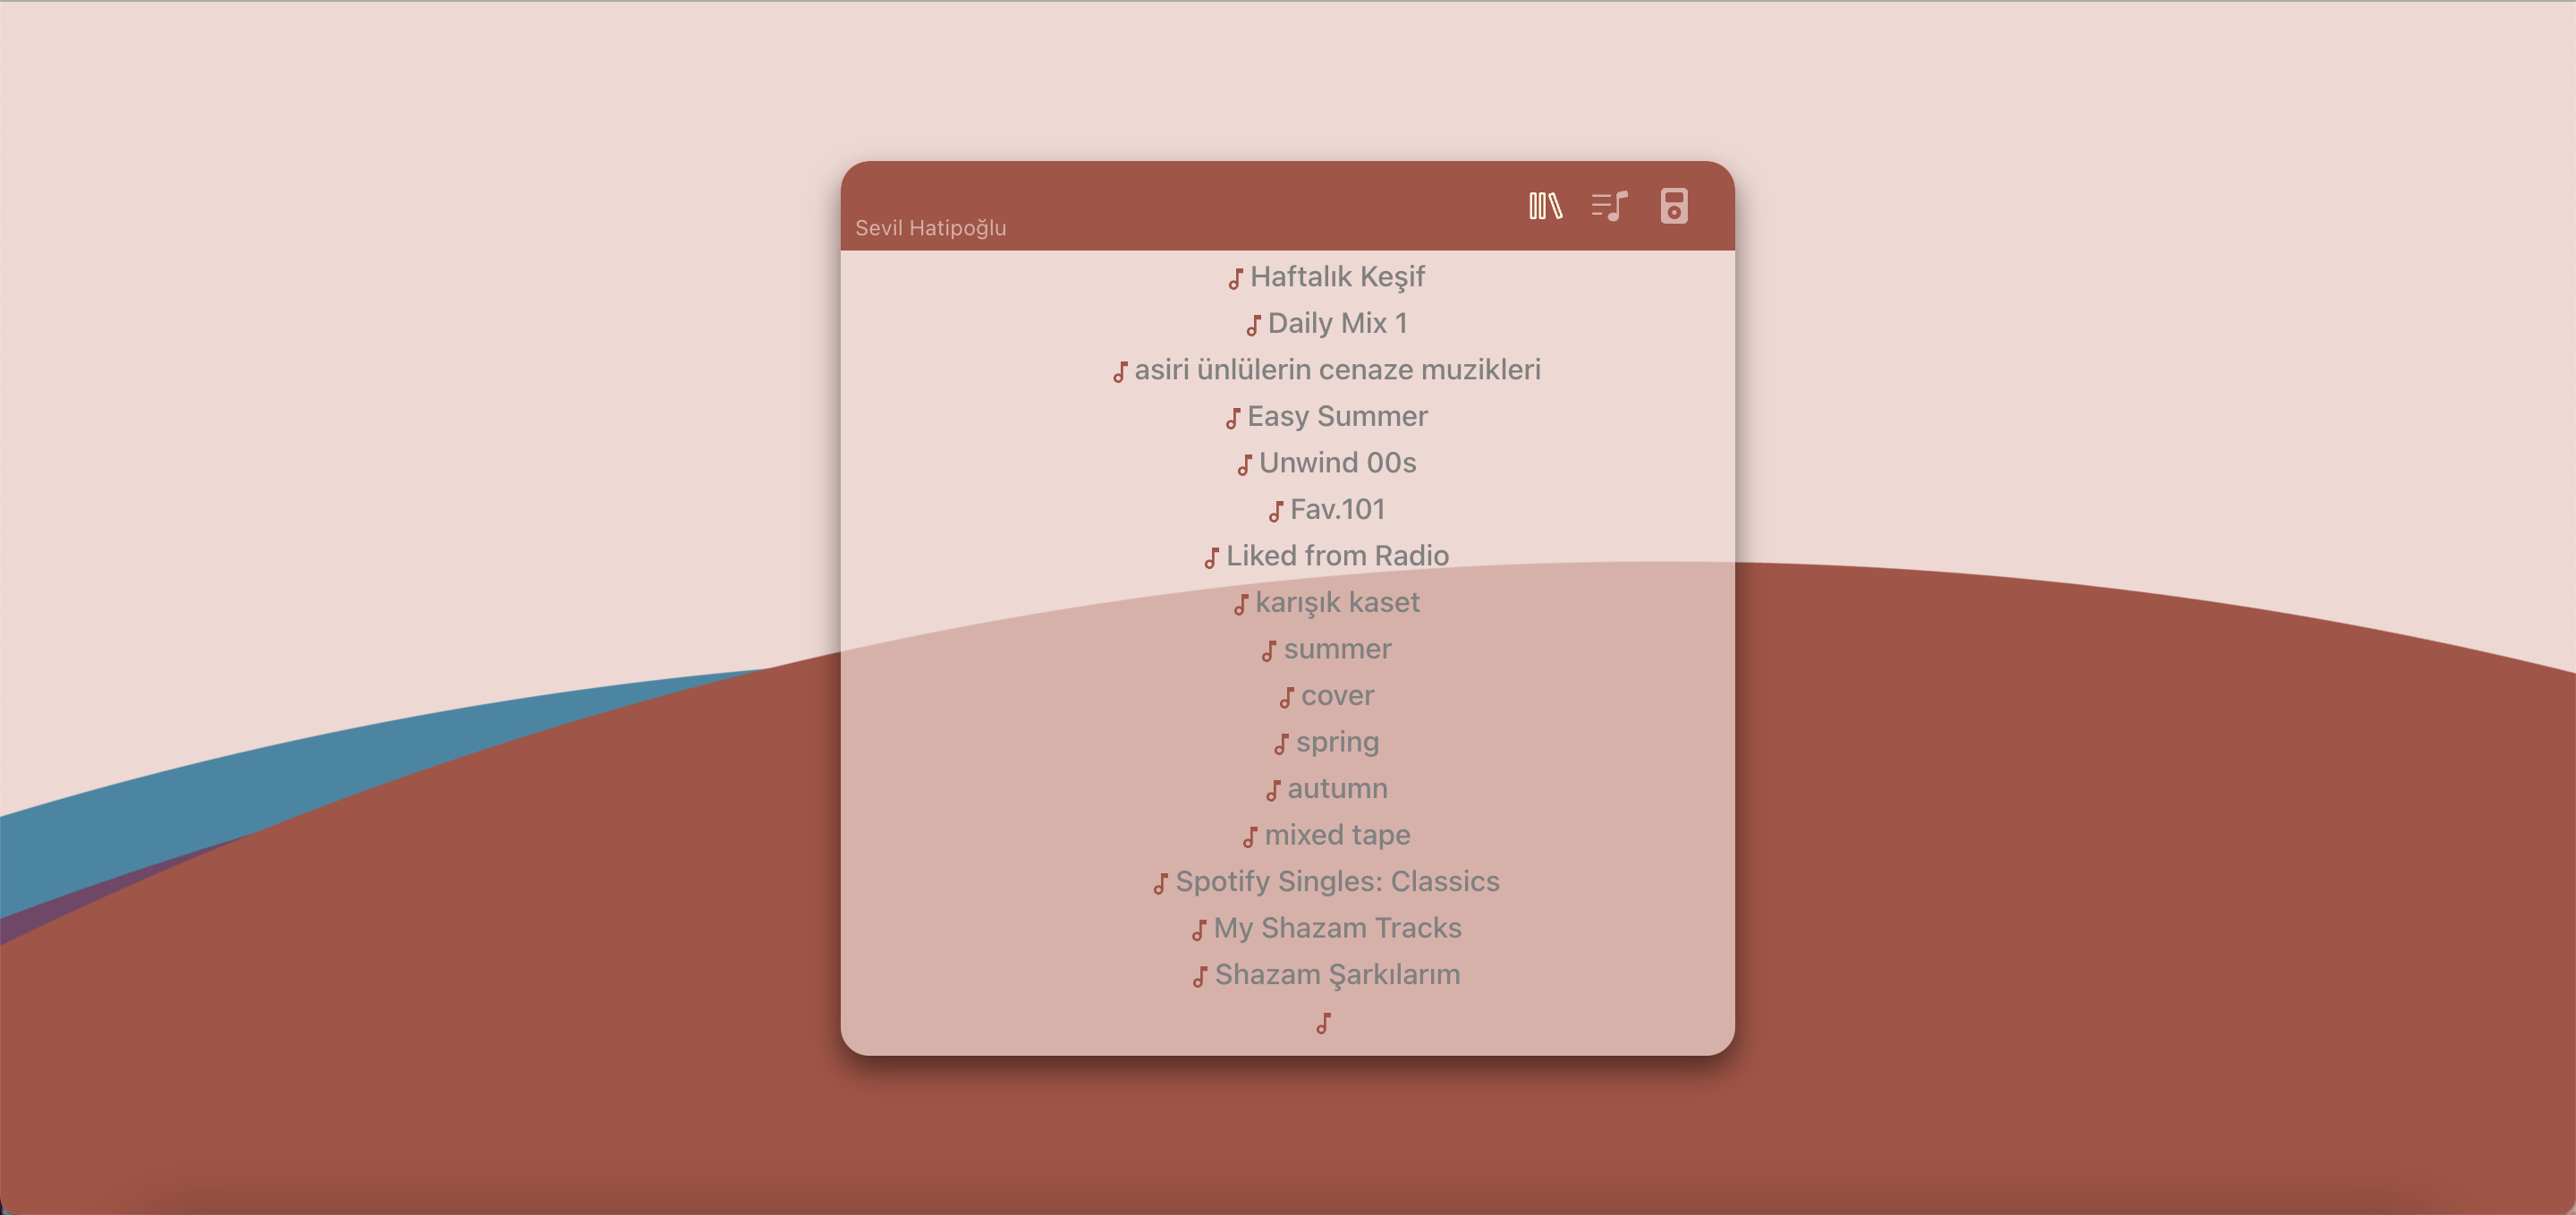 Sevil Hatipoğlu
Haftalık Keşif
Daily Mix 1
asiri ünlülerin cenaze muzikleri
Easy Summer
Unwind 00s
Fav.101
Liked from Radio
karışık kaset
summer
cover
spring
autumn
mixed tape
Spotify Singles: Classics
My Shazam Tracks
Shazam Şarkılarım